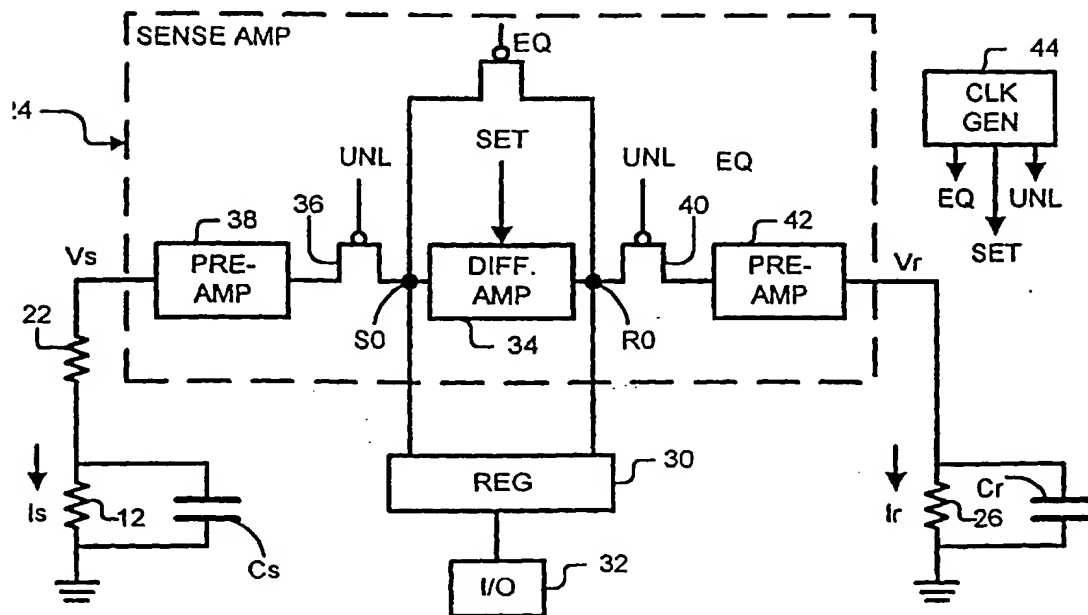 SENSE AMP
EQ
44
CLK
GEN
EQ
UNL
SET
24
SET
UNL
UNL
EQ
36
40
38
42
Vs
PRE-
AMP
DIFF.
AMP
PRE-
AMP
Vr
22
S0
34
R0
30
REG
Is
12
Cs
Ir
Cr
26
I/O
32